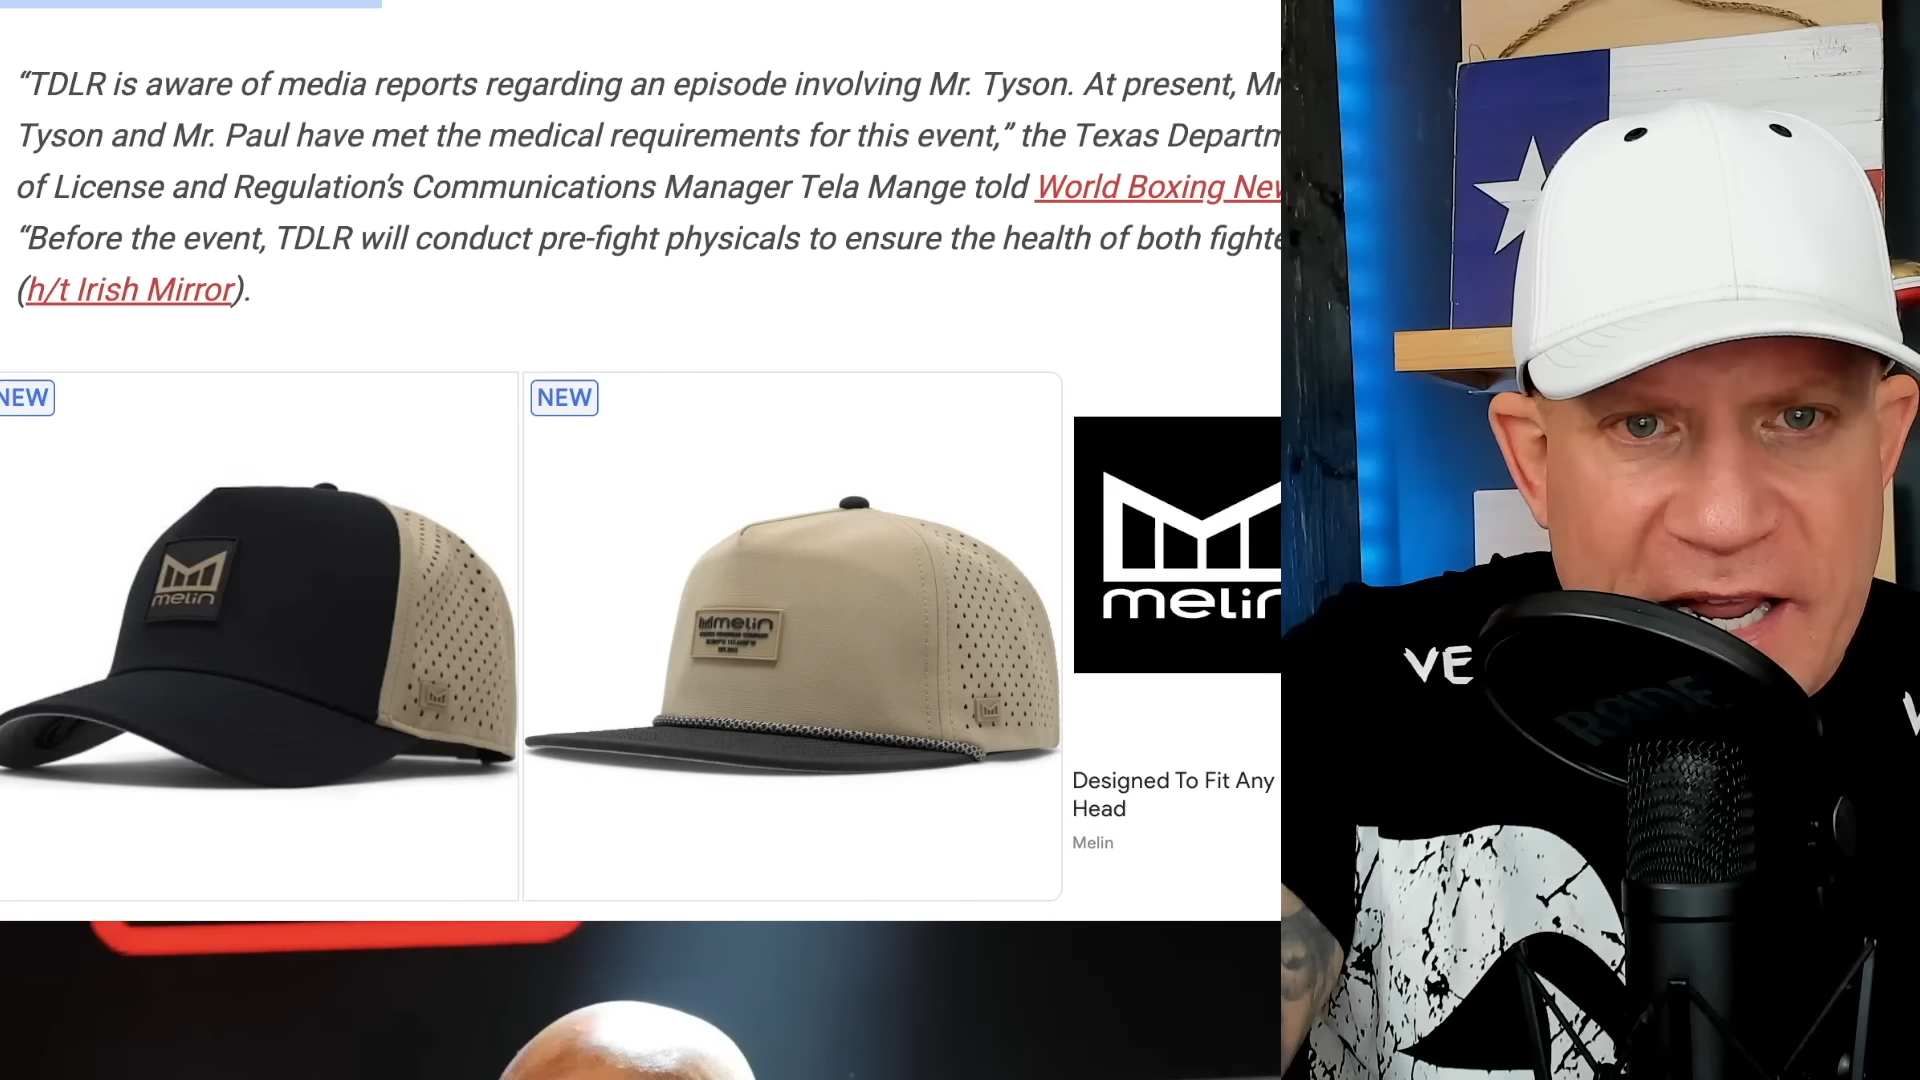 “TDLR is aware of media reports regarding an episode involving Mr. Tyson. At present, Mr
Tyson and Mr. Paul have met the medical requirements for this event,” the Texas Departm
of License and Regulation’s Communications Manager Tela Mange told World Boxing New
“Before the event, TDLR will conduct pre-fight physicals to ensure the health of both fighte
(h/t Irish Mirror).
NEW
NEW
melin
melin
melin
Designed To Fit Any
Head
Melin
VE
RODE